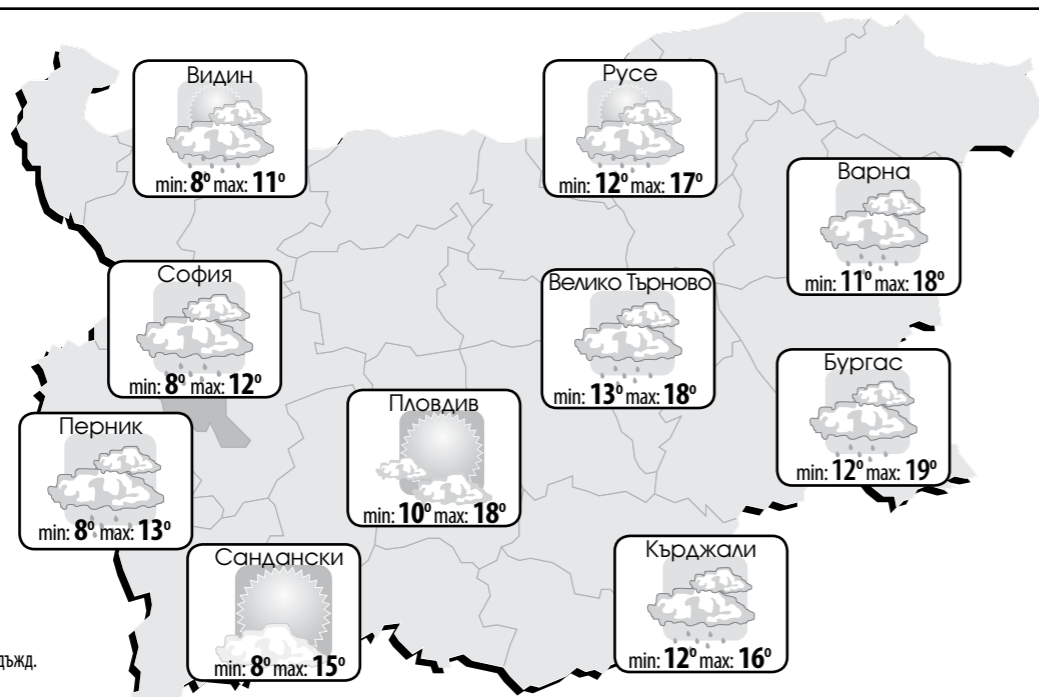 Видин
min: 8° max: 11°
Русе
min: 12° max: 17°
Варна
min: 11° max: 18°
София
min: 8° max: 12°
Велико Търново
min: 13° max: 18°
Бургас
min: 12° max: 19°
Пловдив
min: 10° max: 18°
Перник
min: 8° max: 13°
Сандански
min: 8° max: 15°
Кърджали
min: 12° max: 16°
дъжд.